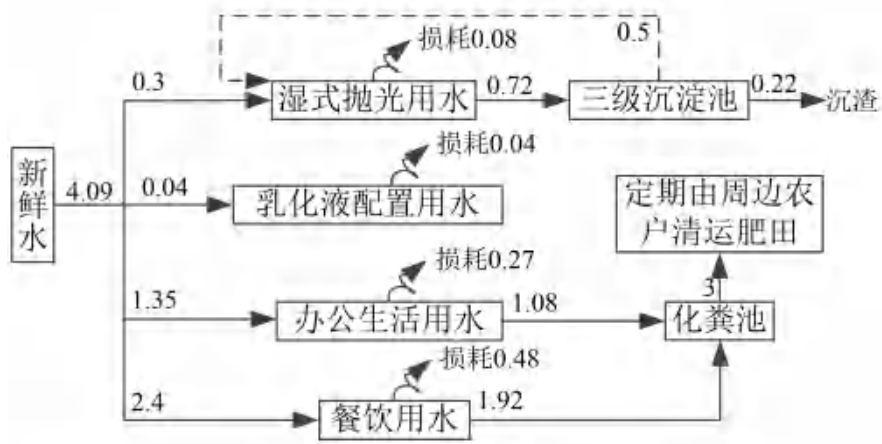 损耗0.08
0.5
0.3
湿式抛光用水
0.72
三级沉淀池
0.22
沉渣
新鲜水
4.09
0.04
损耗0.04
乳化液配置用水
定期由周边农
户清运肥田
损耗0.27
1.35
办公生活用水
1.08
3
化粪池
损耗0.48
2.4
餐饮用水
1.92